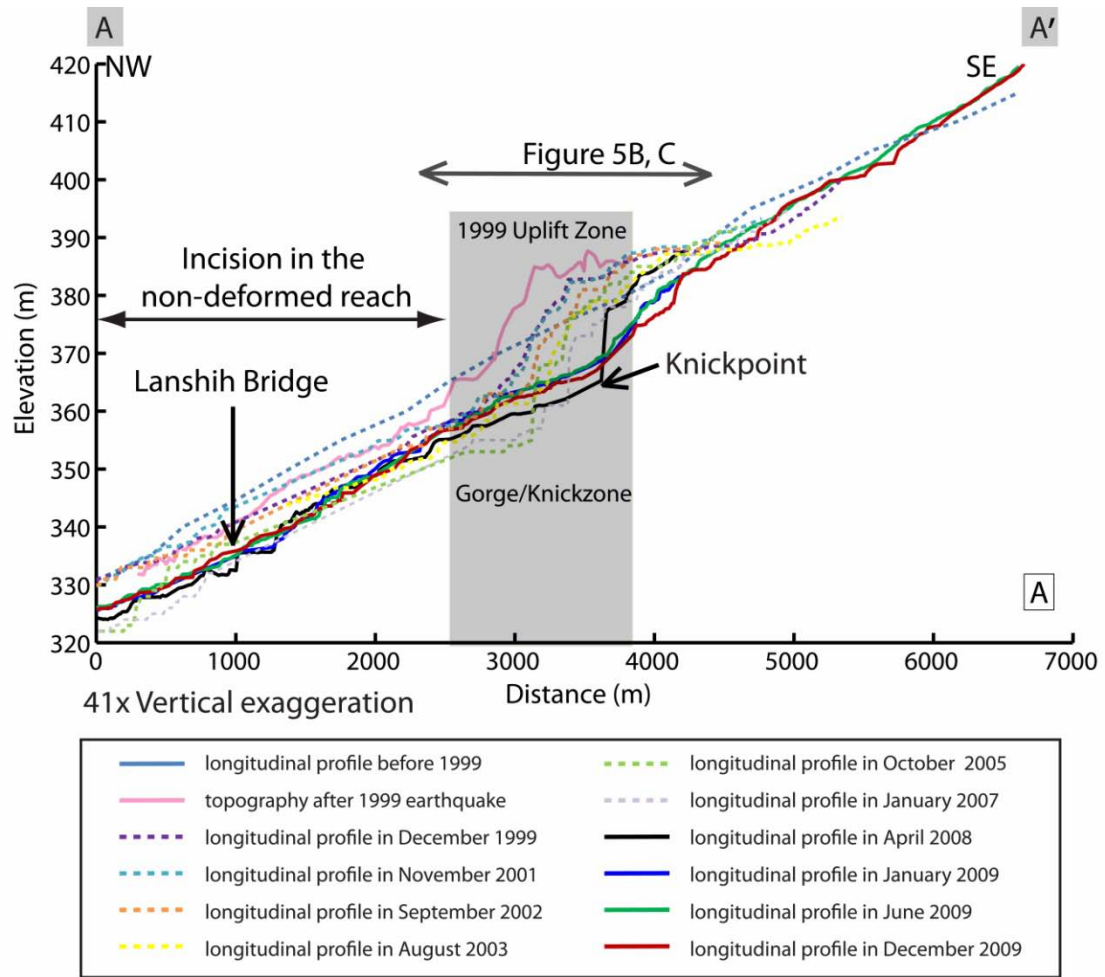 A
A'
NW
SE
420
410
400
390
380
370
360
350
340
330
320
Elevation (m)
Figure 5B, C
1999 Uplift Zone
Incision in the
non-deformed reach
Lanshih Bridge
Knickpoint
Gorge/Knickzone
A
0
1000
2000
3000
4000
5000
6000
7000
Distance (m)
41x Vertical exaggeration
longitudinal profile before 1999
topography after 1999 earthquake
longitudinal profile in December 1999
longitudinal profile in November 2001
longitudinal profile in September 2002
longitudinal profile in August 2003
longitudinal profile in October 2005
longitudinal profile in January 2007
longitudinal profile in April 2008
longitudinal profile in January 2009
longitudinal profile in June 2009
longitudinal profile in December 2009